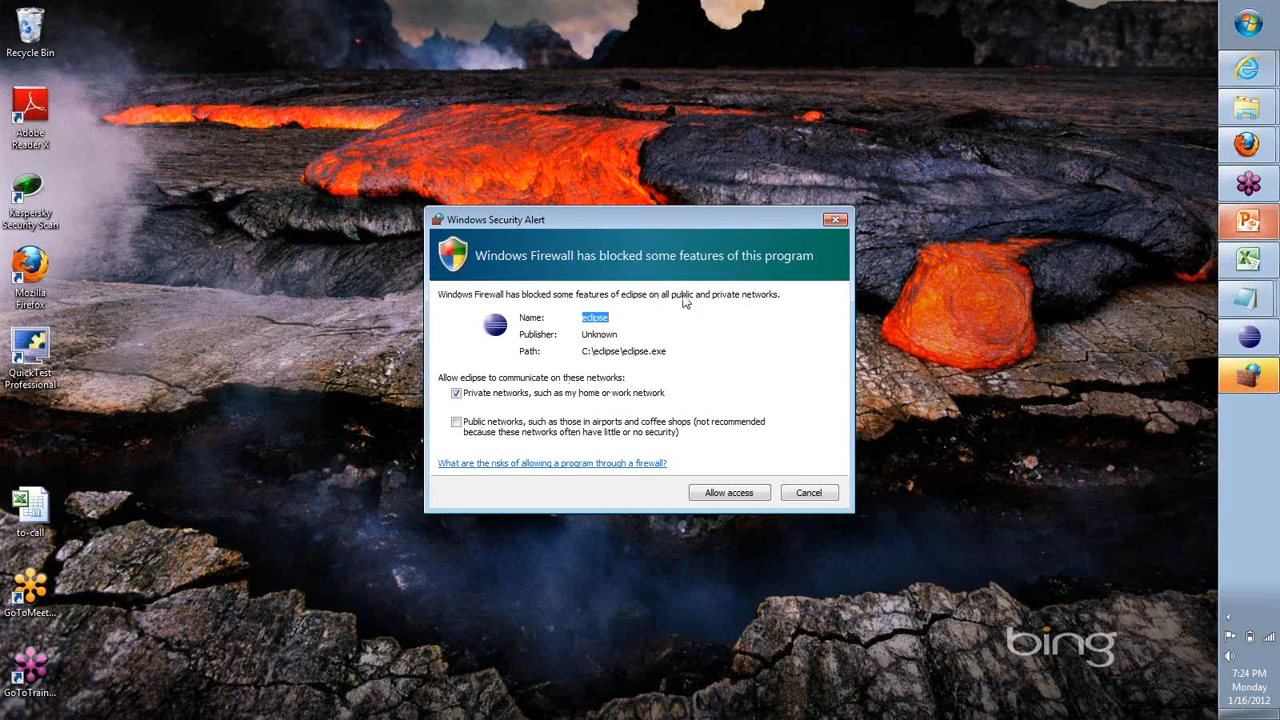 Recycle Bin
Adobe
Reader X
Kaspersky
Security Scan
Mozilla
Firefox
QuickTest
Professional
to-call
GoToMeet...
GoToTrain...
Windows Security Alert
Windows Firewall has blocked some features of this program
Windows Firewall has blocked some features of eclipse on all public and private networks.
Name: eclipse
Publisher: Unknown
Path: C:\eclipse\eclipse.exe
Allow eclipse to communicate on these networks:
Private networks, such as my home or work network
Public networks, such as those in airports and coffee shops (not recommended
because these networks often have little or no security)
What are the risks of allowing a program through a firewall?
Allow access Cancel
bing
7:24 PM
Monday
1/16/2012